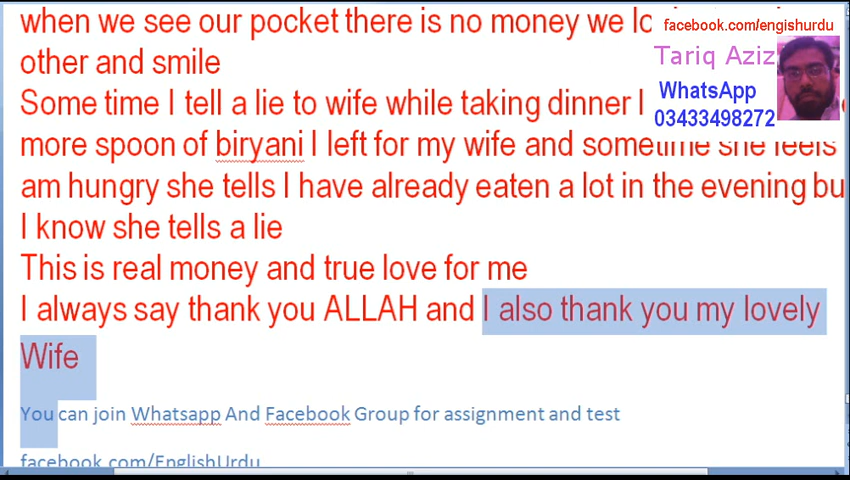 when we see our pocket there is no money we
facebook.com/engishurdu
other and smile
Tariq Aziz
WhatsApp
03433498272
Some time I tell a lie to wife while taking dinner I
more spoon of biryani I left for my wife and sometime she feels
am hungry she tells I have already eaten a lot in the evening bu
I know she tells a lie
This is real money and true love for me
I always say thank you ALLAH and I also thank you my lovely
Wife
You can join Whatsapp And Facebook Group for assignment and test
facebook.com/EnglishUrdu